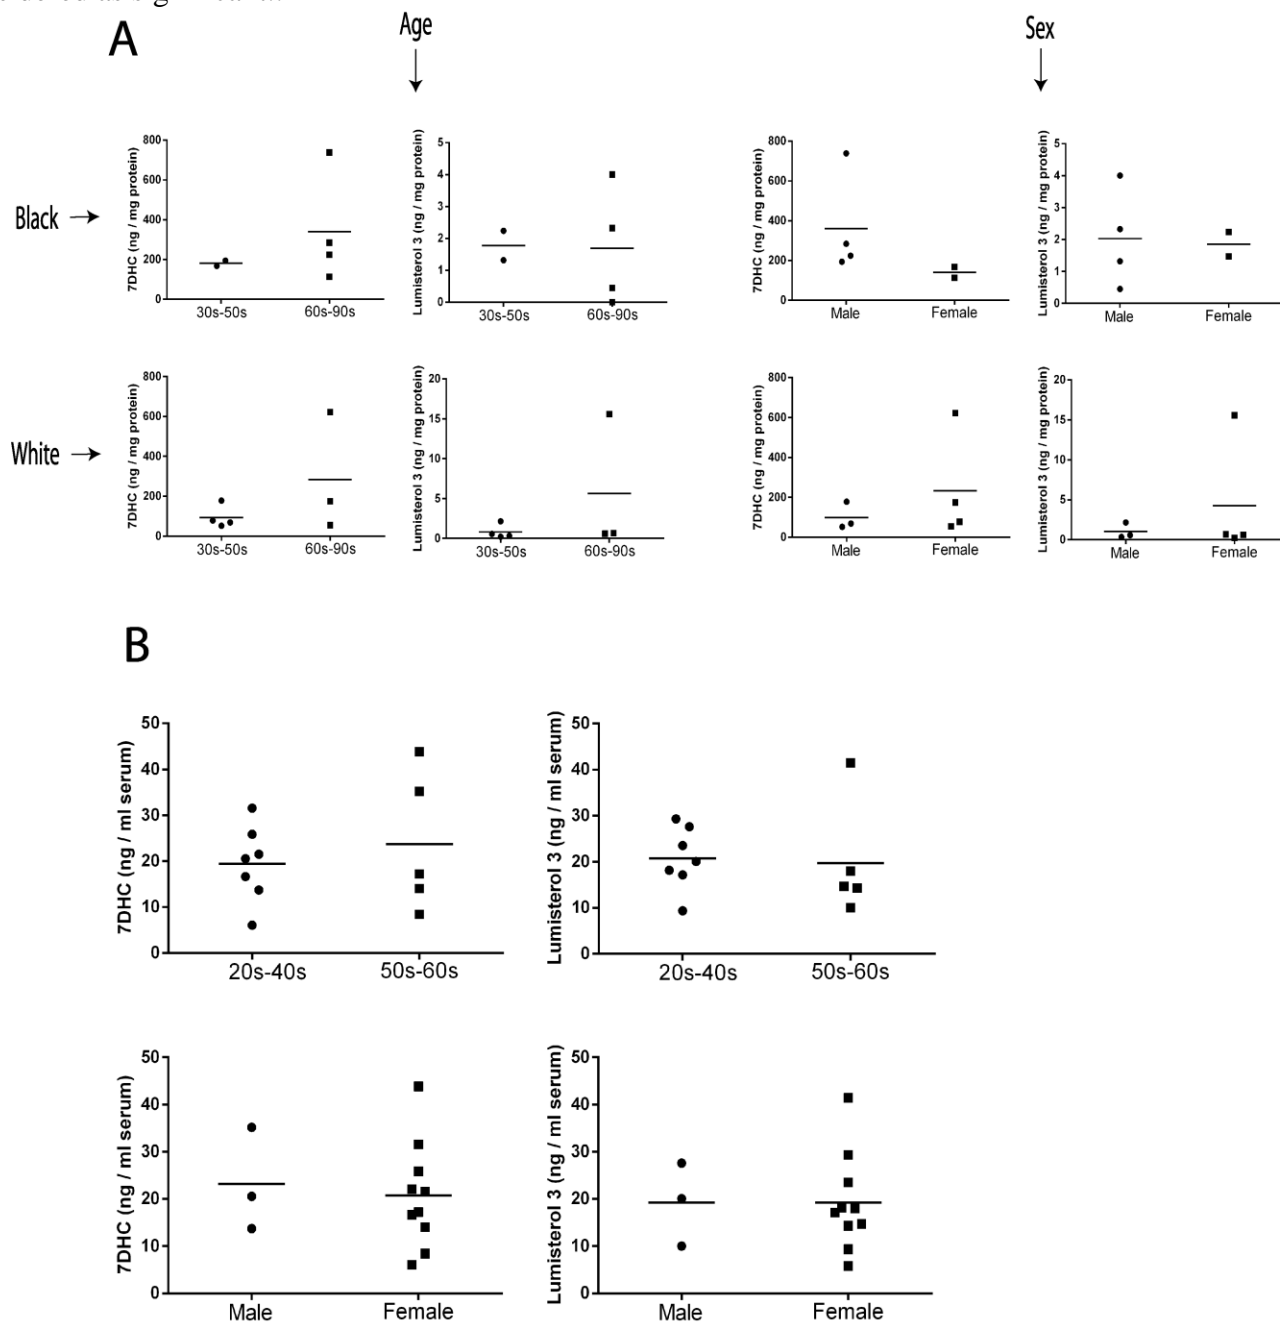 A
Age
Sex
Black
White
7DHC (ng / mg protein)
800
600
400
200
0
30s-50s
60s-90s
Lumisterol 3 (ng / mg protein)
5
4
3
2
1
0
30s-50s
60s-90s
7DHC (ng / mg protein)
800
600
400
200
0
Male
Female
Lumisterol 3 (ng / mg protein)
5
4
3
2
1
0
Male
Female
7DHC (ng / mg protein)
800
600
400
200
0
30s-50s
60s-90s
Lumisterol 3 (ng / mg protein)
20
15
10
5
0
30s-50s
60s-90s
7DHC (ng / mg protein)
800
600
400
200
0
Male
Female
Lumisterol 3 (ng / mg protein)
20
15
10
5
0
Male
Female
B
7DHC (ng / ml serum)
50
40
30
20
10
0
20s-40s
50s-60s
Lumisterol 3 (ng / ml serum)
50
40
30
20
10
0
20s-40s
50s-60s
7DHC (ng / ml serum)
50
40
30
20
10
0
Male
Female
Lumisterol 3 (ng / ml serum)
50
40
30
20
10
0
Male
Female